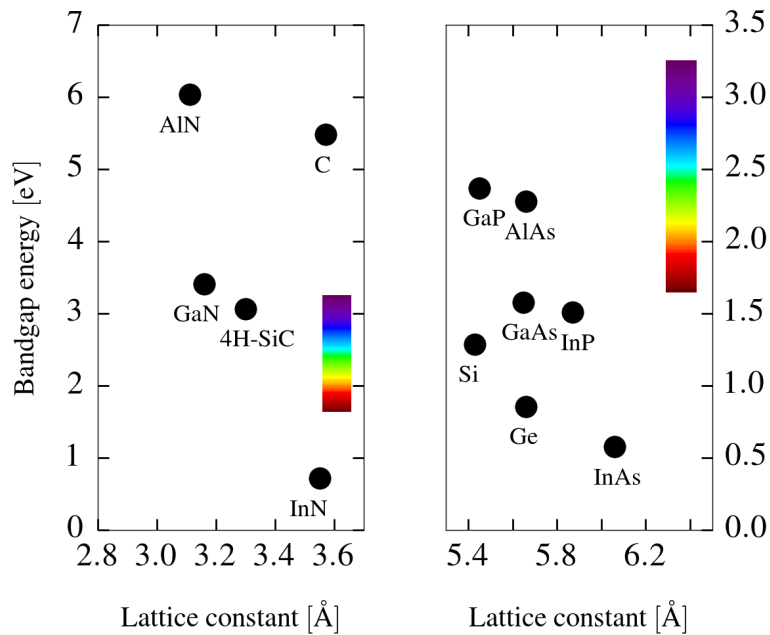 7
6
5
4
3
2
1
0
Bandgap energy [eV]
AlN
C
GaN
4H-SiC
InN
2.8 3.0 3.2 3.4 3.6
Lattice constant [Å]
3.5
3.0
2.5
2.0
1.5
1.0
0.5
0.0
GaP
AlAs
GaAs
InP
Si
Ge
InAs
5.4 5.8 6.2
Lattice constant [Å]